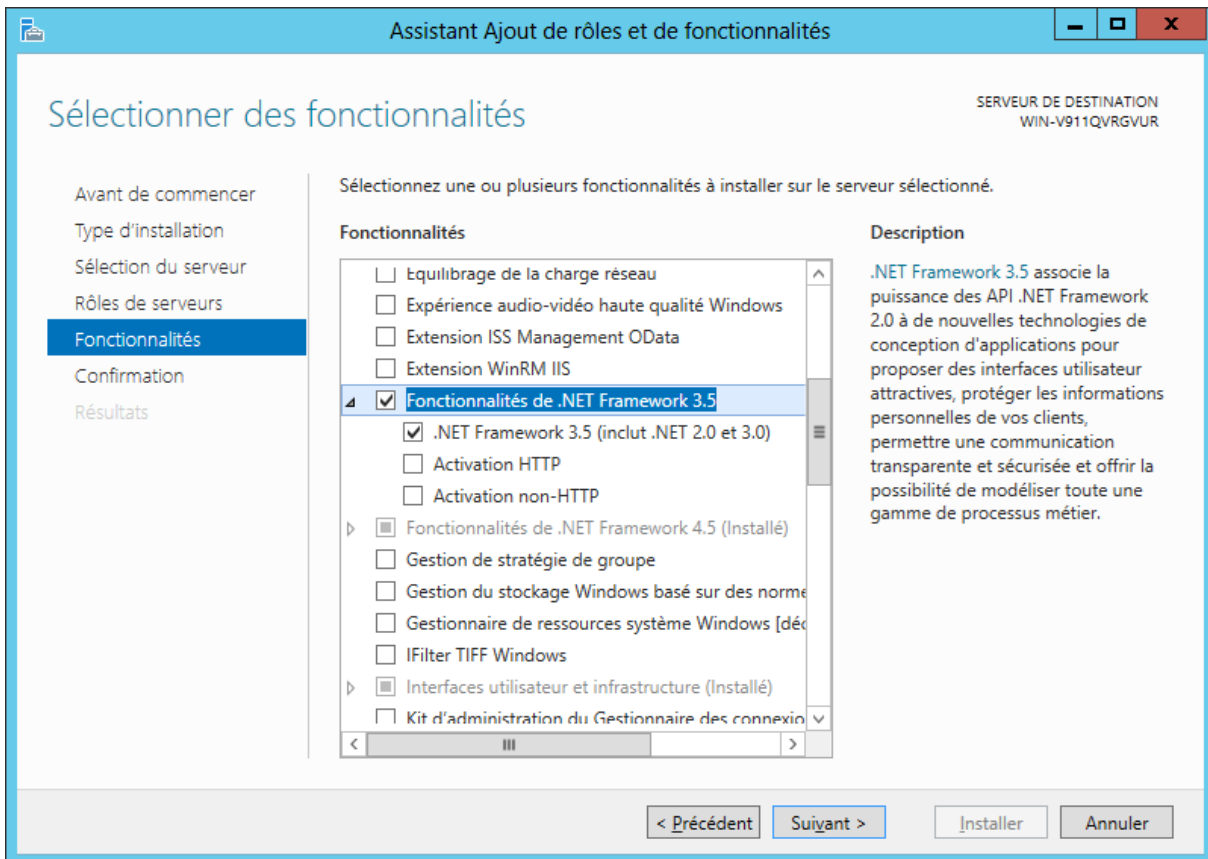 Assistant Ajout de rôles et de fonctionnalités
Sélectionner des fonctionnalités
SERVEUR DE DESTINATION
WIN-V911QVRGVUR
Avant de commencer
Type d'installation
Sélection du serveur
Rôles de serveurs
Fonctionnalités
Confirmation
Résultats
Sélectionnez une ou plusieurs fonctionnalités à installer sur le serveur sélectionné.
Fonctionnalités
Equilibrage de la charge réseau
Expérience audio-vidéo haute qualité Windows
Extension ISS Management OData
Extension WinRM IIS
Fonctionnalités de .NET Framework 3.5
.NET Framework 3.5 (inclut .NET 2.0 et 3.0)
Activation HTTP
Activation non-HTTP
Fonctionnalités de .NET Framework 4.5 (Installé)
Gestion de stratégie de groupe
Gestion du stockage Windows basé sur des norme
Gestionnaire de ressources système Windows [déc
IFilter TIFF Windows
Interfaces utilisateur et infrastructure (Installé)
Kit d'administration du Gestionnaire des connexio
Description
.NET Framework 3.5 associe la
puissance des API .NET Framework
2.0 à de nouvelles technologies de
conception d'applications pour
proposer des interfaces utilisateur
attractives, protéger les informations
personnelles de vos clients,
permettre une communication
transparente et sécurisée et offrir la
possibilité de modéliser toute une
gamme de processus métier.
< Précédent
Suivant >
Installer
Annuler